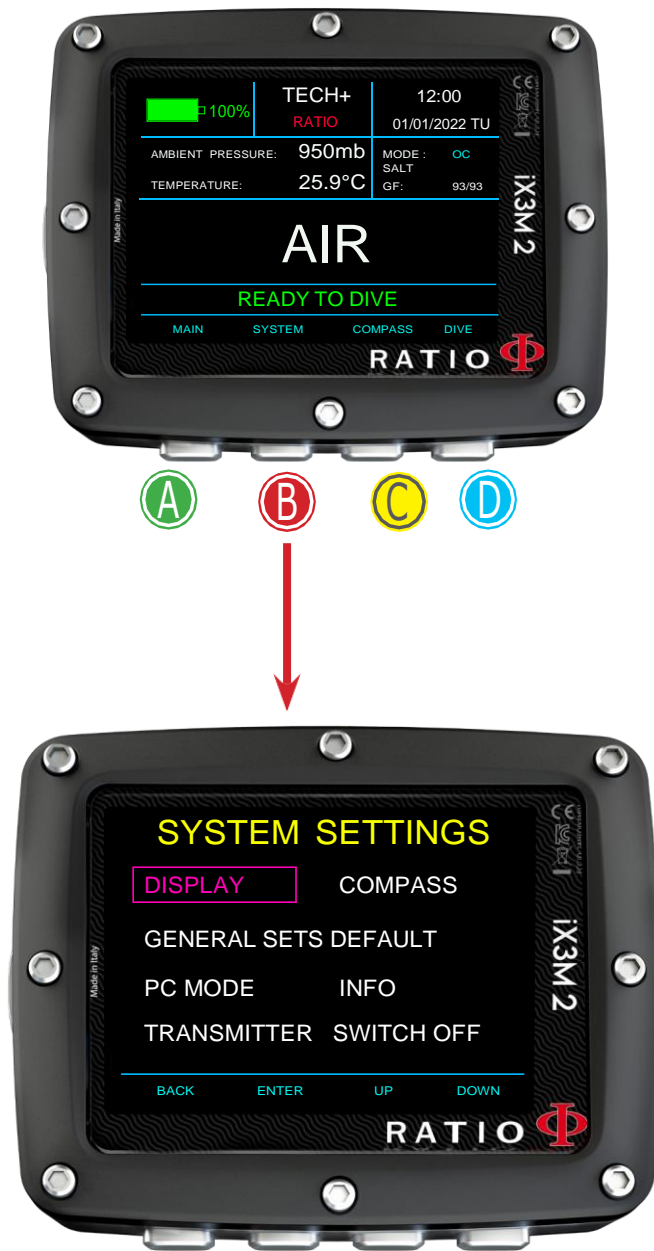 100%
TECH+
RATIO
12:00
01/01/2022 TU
AMBIENT PRESSURE: 950mb
TEMPERATURE: 25.9°C
MODE : OC
SALT
GF: 93/93
AIR
READY TO DIVE
MAIN SYSTEM COMPASS DIVE
Made in Italy
iX3M 2
CE
RATIO
A B C D
SYSTEM SETTINGS
DISPLAY COMPASS
GENERAL SETS DEFAULT
PC MODE INFO
TRANSMITTER SWITCH OFF
BACK ENTER UP DOWN
Made in Italy
iX3M 2
CE
RATIO